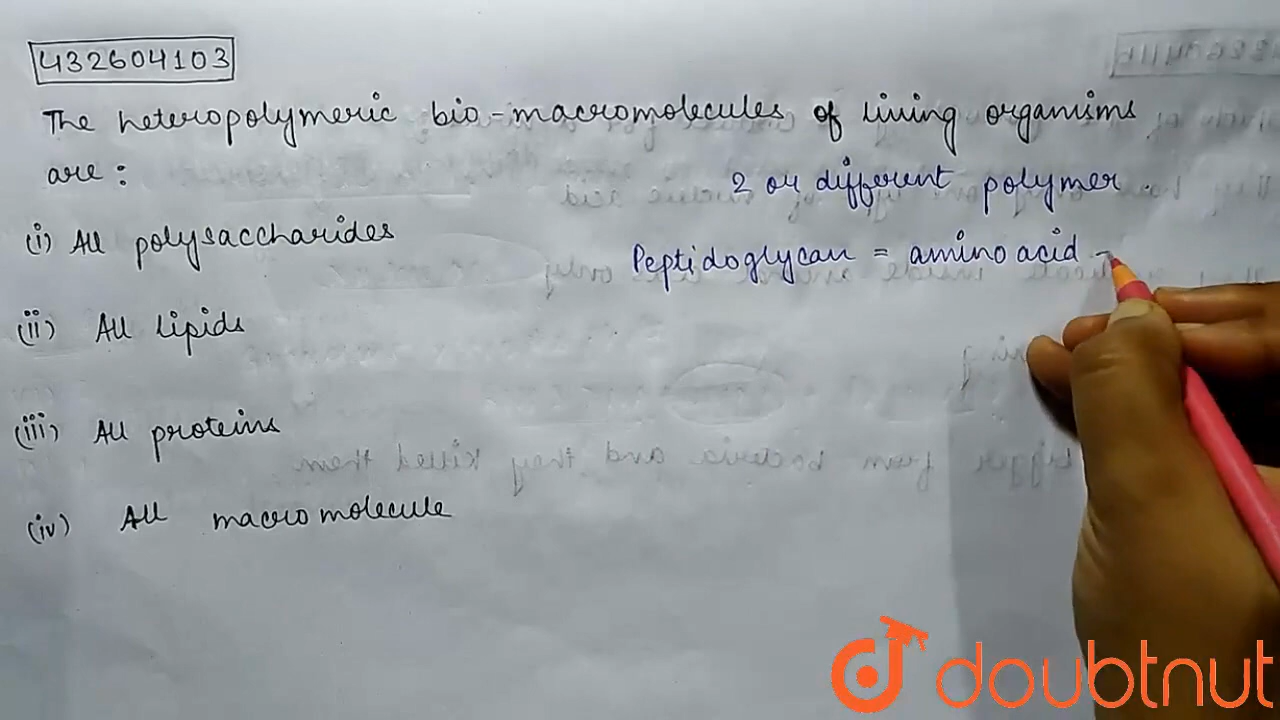 432604103
The heteropolymeric bio-macromolecules of living organisms
are :
2 or different polymer.
(i) All polysaccharides
Peptidoglycan = amino acid -
(ii) All lipids
(iii) All proteins
(iv) All macromolecule
doubtnut